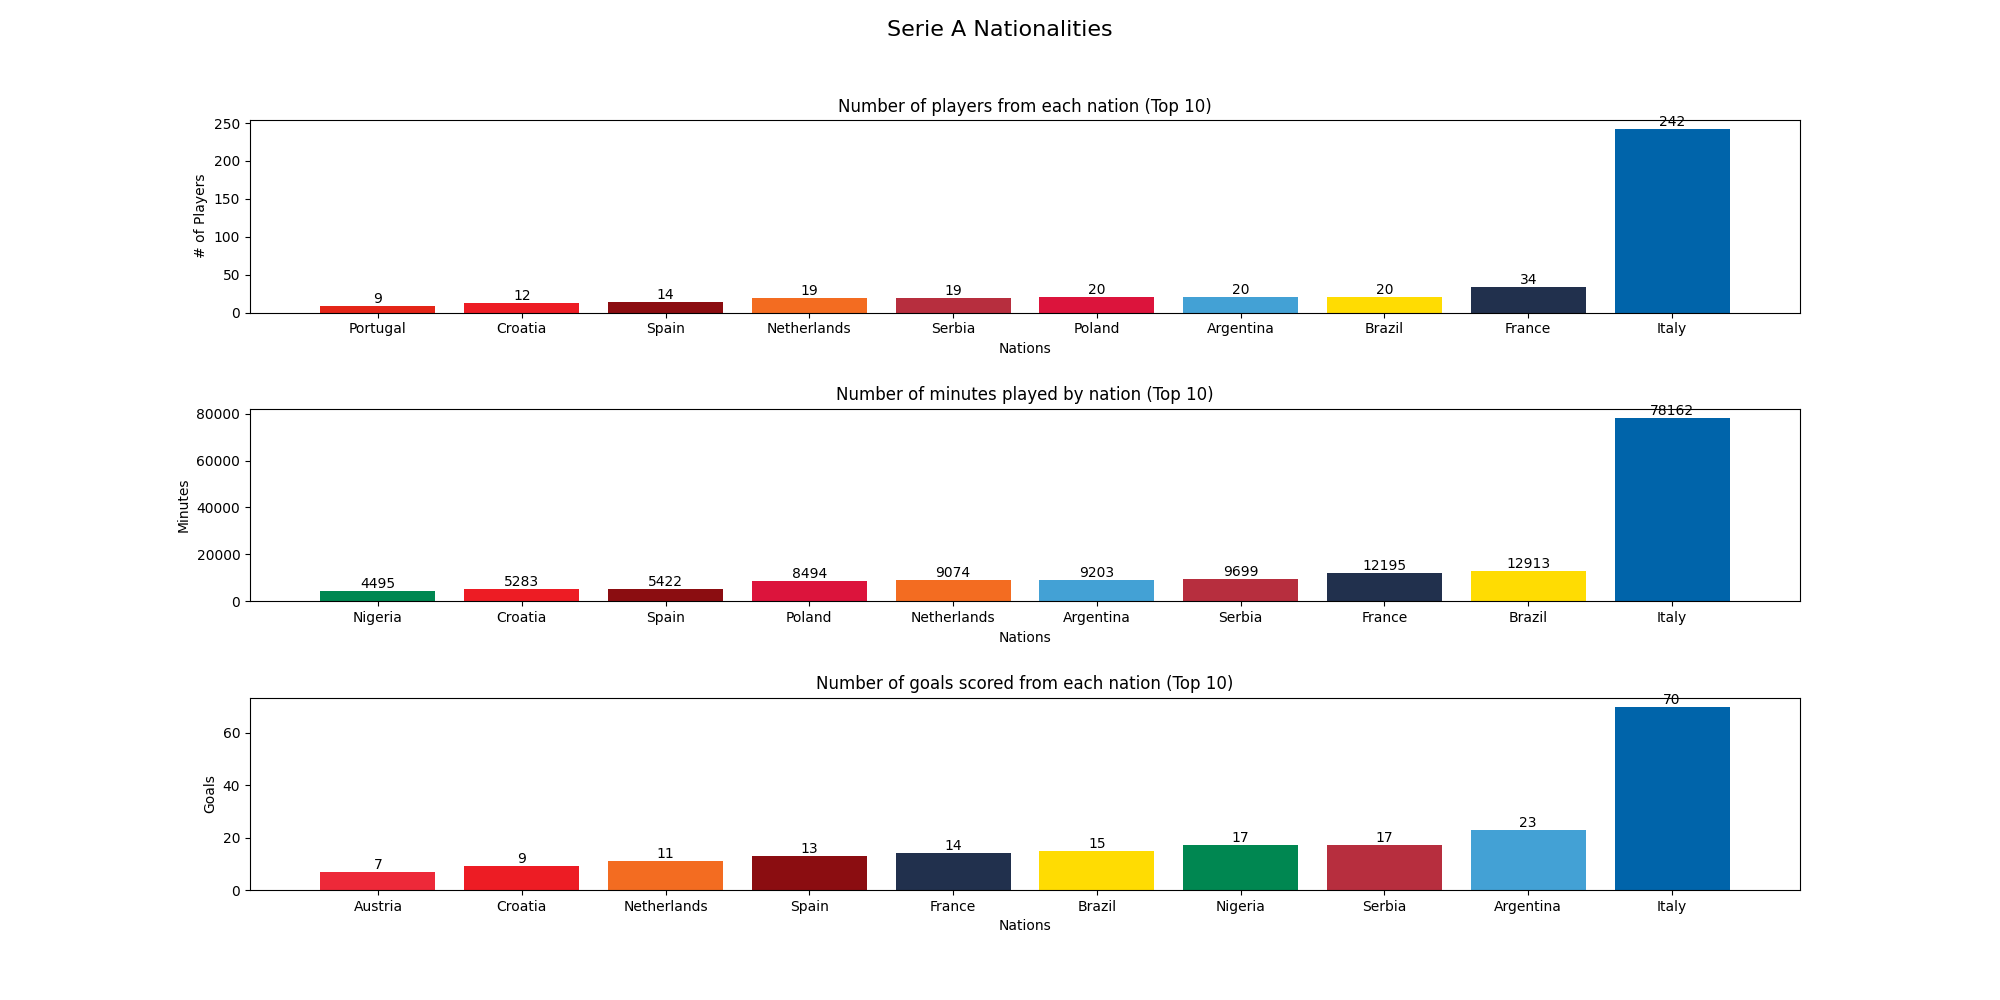 Serie A Nationalities
Number of players from each nation (Top 10)
250
200
150
100
50
0
# of Players
9 12 14 19 19 20 20 20 34 242
Portugal Croatia Spain Netherlands Serbia Poland Argentina Brazil France Italy
Nations
Number of minutes played by nation (Top 10)
80000
60000
40000
20000
0
Minutes
4495 5283 5422 8494 9074 9203 9699 12195 12913 78162
Nigeria Croatia Spain Poland Netherlands Argentina Serbia France Brazil Italy
Nations
Number of goals scored from each nation (Top 10)
60
40
20
0
Goals
7 9 11 13 14 15 17 17 23 70
Austria Croatia Netherlands Spain France Brazil Nigeria Serbia Argentina Italy
Nations